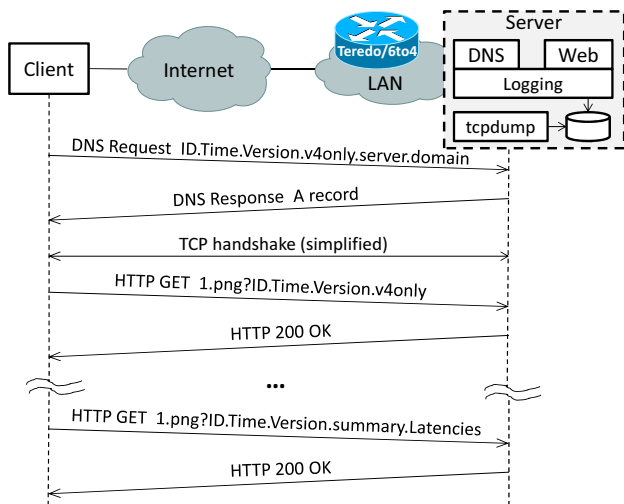 Server
Teredo/6to4
DNS
Web
Client
Internet
LAN
Logging
tcpdump
DNS Request ID.Time.Version.v4only.server.domain
DNS Response A record
TCP handshake (simplified)
HTTP GET 1.png?ID.Time.Version.v4only
HTTP 200 OK
...
HTTP GET 1.png?ID.Time.Version.summary.Latencies
HTTP 200 OK